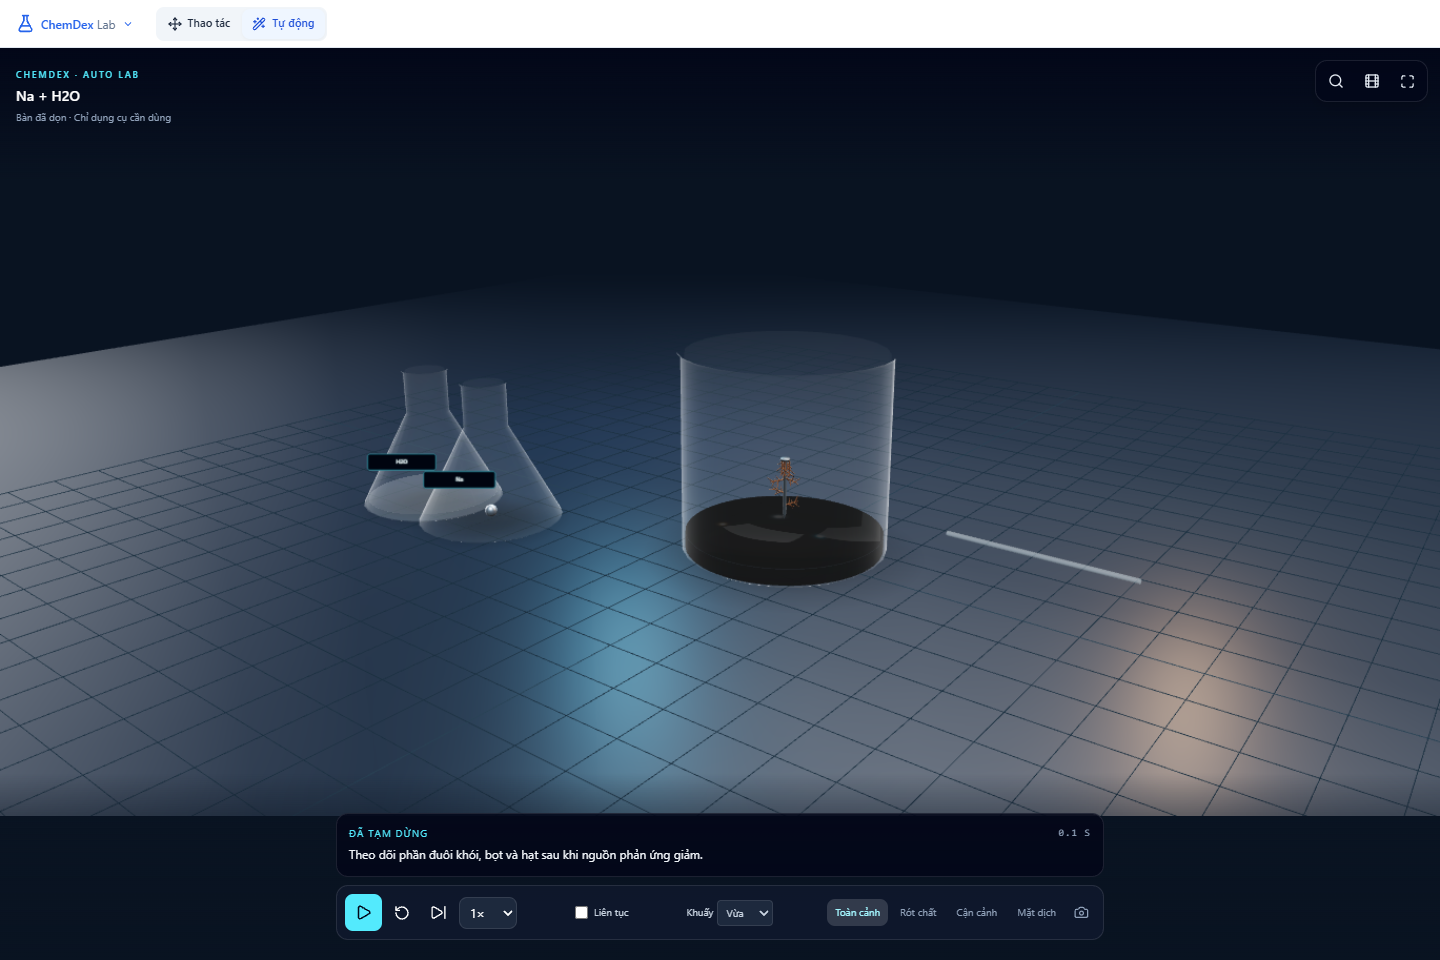 ChemDex Lab
Thao tác
Tự động
CHEMDEX · AUTO LAB
Na + H2O
Bàn đã dọn · Chỉ dụng cụ cần dùng
H2O
Na
ĐÃ TẠM DỪNG
0.1 S
Theo dõi phần đuôi khói, bọt và hạt sau khi nguồn phản ứng giảm.
1×
Liên tục
Khuấy
Vừa
Toàn cảnh
Rót chất
Cận cảnh
Mặt dịch